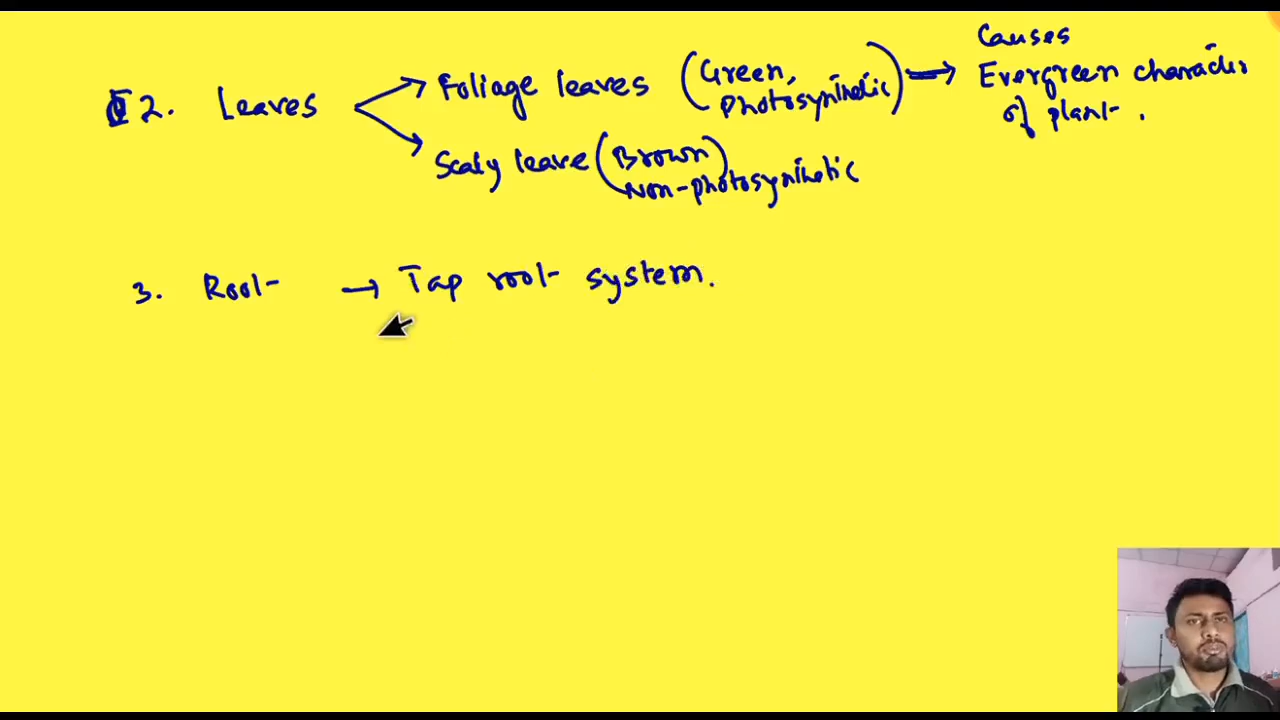 2. Leaves
Foliage leaves (Green, photosynthetic)
Causes
Evergreen character
of plant.
Scaly leave (Brown
Non-photosynthetic)
3. Root → Tap root system.